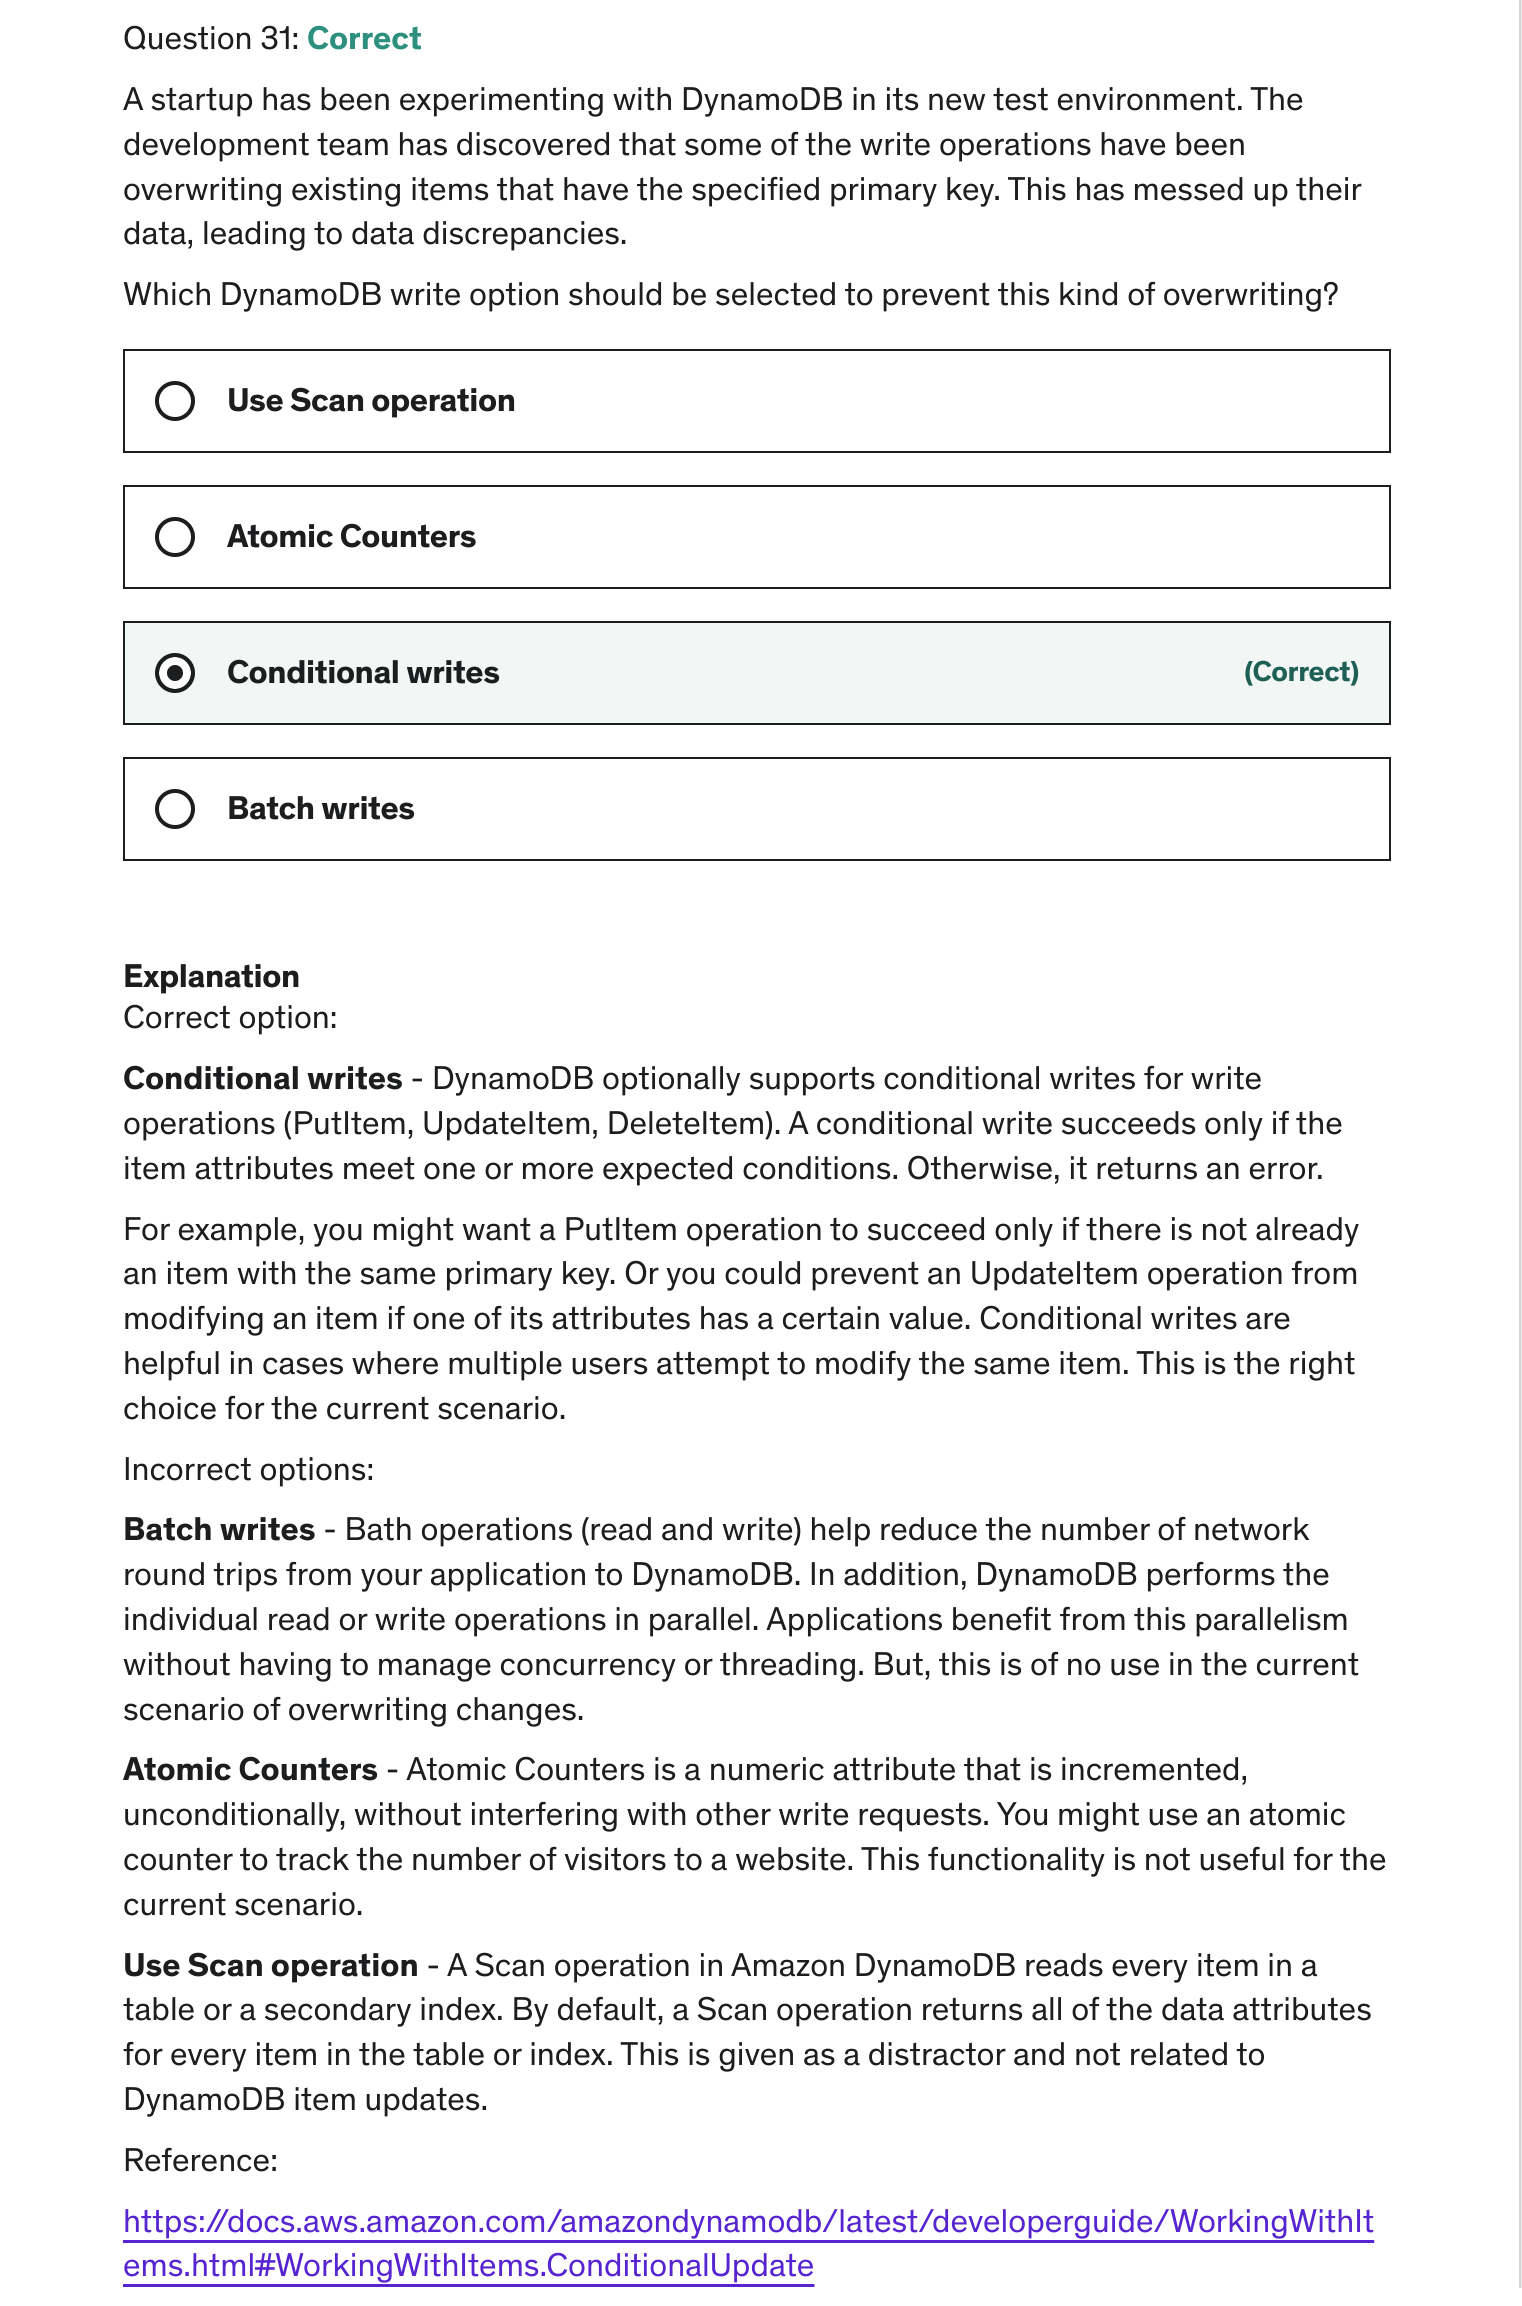 Question 31: Correct
A startup has been experimenting with DynamoDB in its new test environment. The
development team has discovered that some of the write operations have been
overwriting existing items that have the specified primary key. This has messed up their
data, leading to data discrepancies.
Which DynamoDB write option should be selected to prevent this kind of overwriting?
Use Scan operation
Atomic Counters
Conditional writes (Correct)
Batch writes
Explanation
Correct option:
Conditional writes - DynamoDB optionally supports conditional writes for write
operations (PutItem, UpdateItem, DeleteItem). A conditional write succeeds only if the
item attributes meet one or more expected conditions. Otherwise, it returns an error.
For example, you might want a PutItem operation to succeed only if there is not already
an item with the same primary key. Or you could prevent an UpdateItem operation from
modifying an item if one of its attributes has a certain value. Conditional writes are
helpful in cases where multiple users attempt to modify the same item. This is the right
choice for the current scenario.
Incorrect options:
Batch writes - Bath operations (read and write) help reduce the number of network
round trips from your application to DynamoDB. In addition, DynamoDB performs the
individual read or write operations in parallel. Applications benefit from this parallelism
without having to manage concurrency or threading. But, this is of no use in the current
scenario of overwriting changes.
Atomic Counters - Atomic Counters is a numeric attribute that is incremented,
unconditionally, without interfering with other write requests. You might use an atomic
counter to track the number of visitors to a website. This functionality is not useful for the
current scenario.
Use Scan operation - A Scan operation in Amazon DynamoDB reads every item in a
table or a secondary index. By default, a Scan operation returns all of the data attributes
for every item in the table or index. This is given as a distractor and not related to
DynamoDB item updates.
Reference:
https://docs.aws.amazon.com/amazondynamodb/latest/developerguide/WorkingWithIt
ems.html#WorkingWithItems.ConditionalUpdate